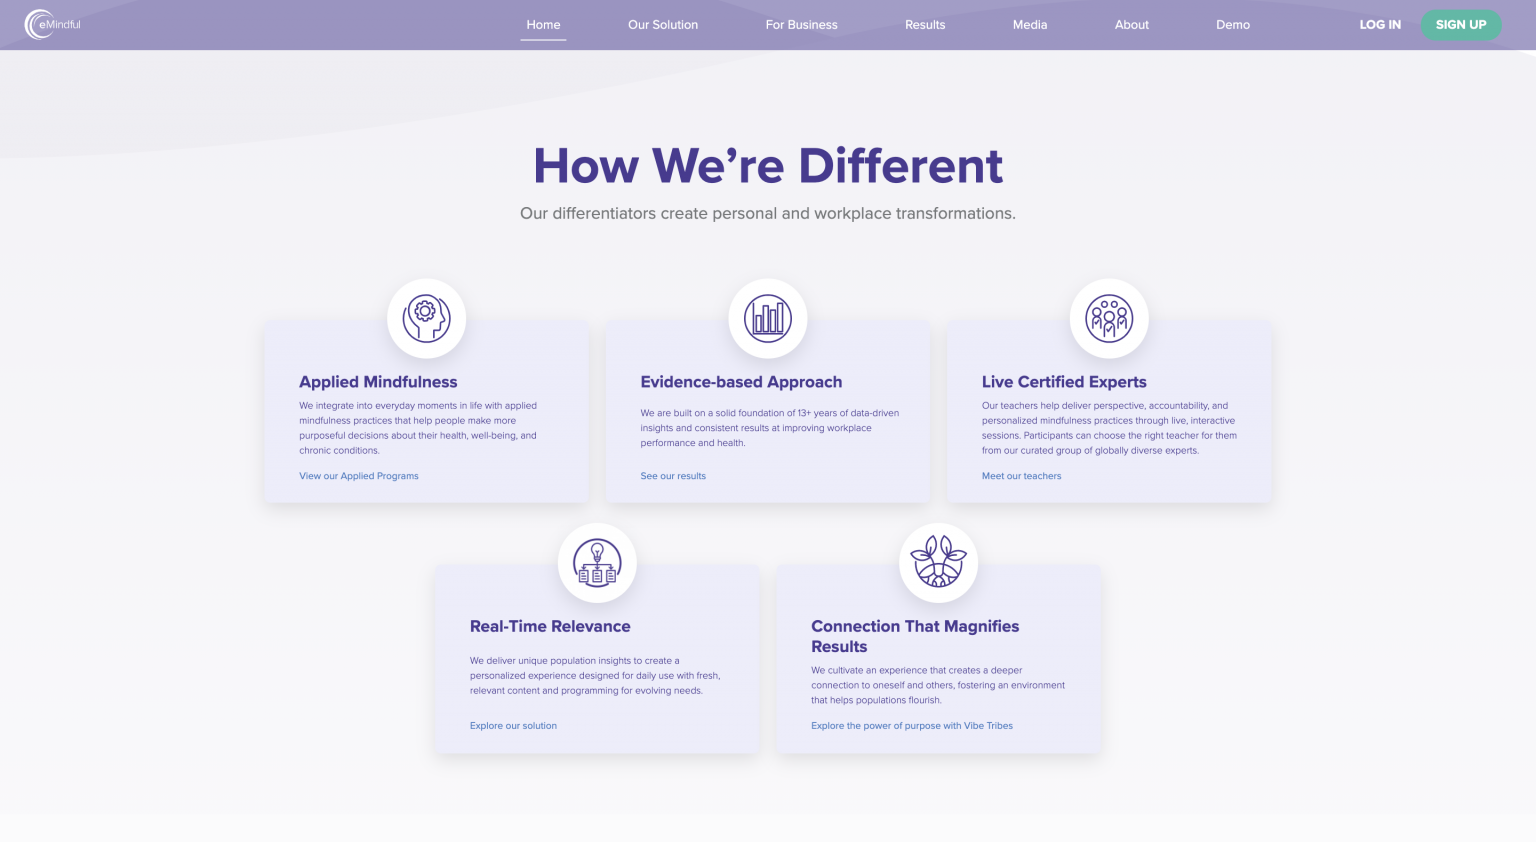 eMindful
Home
Our Solution
For Business
Results
Media
About
Demo
LOG IN
SIGN UP
How We’re Different
Our differentiators create personal and workplace transformations.
Applied Mindfulness
We integrate into everyday moments in life with applied
mindfulness practices that help people make more
purposeful decisions about their health, well-being, and
chronic conditions.
View our Applied Programs
Evidence-based Approach
We are built on a solid foundation of 13+ years of data-driven
insights and consistent results at improving workplace
performance and health.
See our results
Live Certified Experts
Our teachers help deliver perspective, accountability, and
personalized mindfulness practices through live, interactive
sessions. Participants can choose the right teacher for them
from our curated group of globally diverse experts.
Meet our teachers
Real-Time Relevance
We deliver unique population insights to create a
personalized experience designed for daily use with fresh,
relevant content and programming for evolving needs.
Explore our solution
Connection That Magnifies
Results
We cultivate an experience that creates a deeper
connection to oneself and others, fostering an environment
that helps populations flourish.
Explore the power of purpose with Vibe Tribes